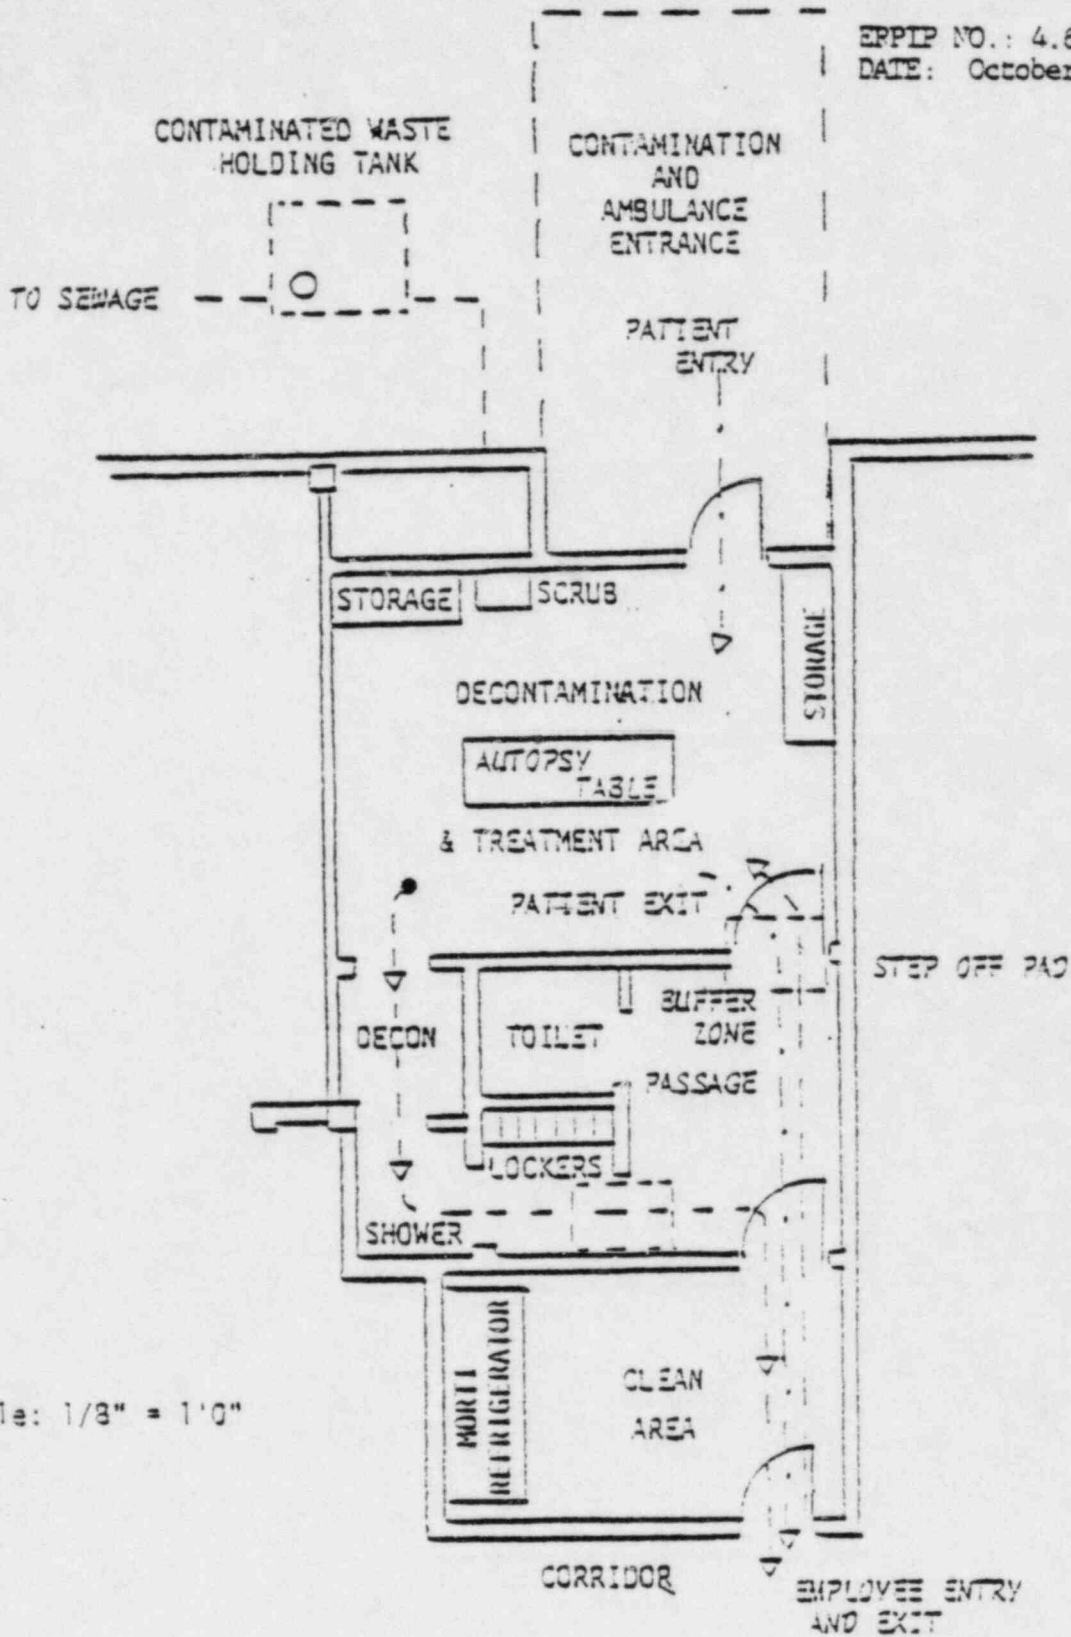 ERPIP NO.: 4.6
DATE: October
CONTAMINATED WASTE
HOLDING TANK
CONTAMINATION
AND
AMBULANCE
ENTRANCE
TO SEWAGE
PATIENT
ENTRY
STORAGE
SCRUB
STORAGE
DECONTAMINATION
AUTOPSY
TABLE
& TREATMENT AREA
PATIENT EXIT
STEP OFF PAD
DECON
TOILET
BUFFER
ZONE
PASSAGE
LOCKERS
SHOWER
MORTI
REFRIGERATOR
CLEAN
AREA
le: 1/8" = 1'0"
CORRIDOR
EMPLOYEE ENTRY
AND EXIT